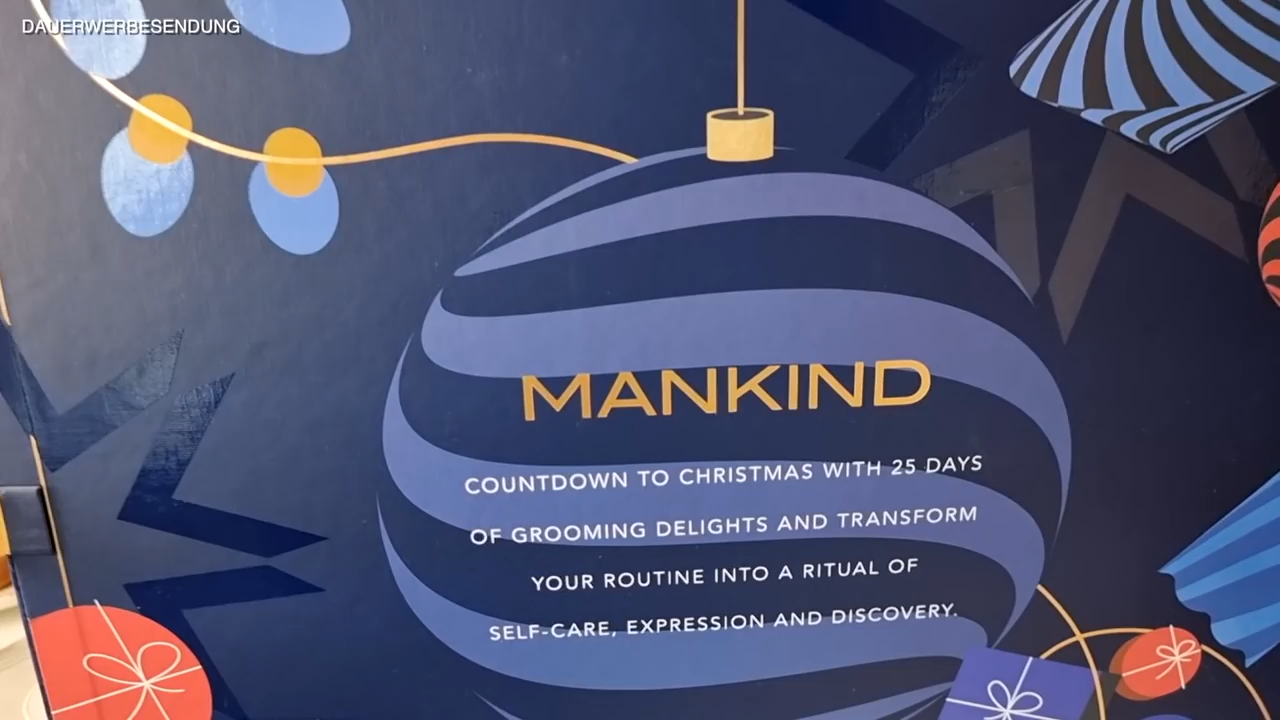 DAUERWERBESENDUNG
MANKIND
COUNTDOWN TO CHRISTMAS WITH 25 DAYS
OF GROOMING DELIGHTS AND TRANSFORM
YOUR ROUTINE INTO A RITUAL OF
SELF-CARE, EXPRESSION AND DISCOVERY.